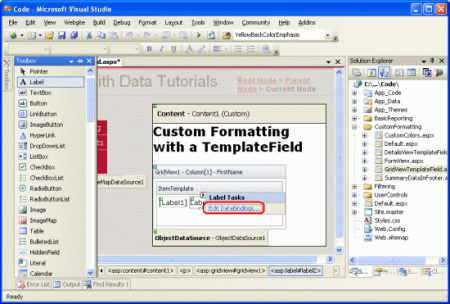 Code - Microsoft Visual Studio
File Edit View Website Build Debug Format Layout Tools Window Community Help Addins
YellowBackColorEmphasis
Toolbox
Pointer
Label
TextBox
Button
LinkButton
ImageButton
HyperLink
DropDownList
ListBox
CheckBox
CheckBoxList
RadioButton
RadioButtonList
Image
ImageMap
Table
BulletedList
HiddenField
Literal
Calendar
d.aspx*
with Data Tutorials
Root Node > Parent Node > Current Node
Content - Content1 (Custom)
Custom Formatting
with a TemplateField
GridView1 - Column[1] - FirstName
ItemTemplate
[Label1]
Label Tasks
Edit DataBindings...
eMapDataSource1
ObjectDataSource - ObjectDataSource1
<asp:content#content1>
<asp:gridview#gridview1>
<asp:label#label2>
Solution Explorer
C:\...\Code\
App_Code
App_Data
App_Themes
BasicReporting
CustomFormatting
CustomColors.aspx
Default.aspx
DetailsViewTemplateField
FormView.aspx
GridViewTemplateField.a
SummaryDataInFooter.a
Filtering
UserControls
Default.aspx
Site.master
Styles.css
Web.Config
Web.sitemap
Error List
Output
Find Results 1
Ready